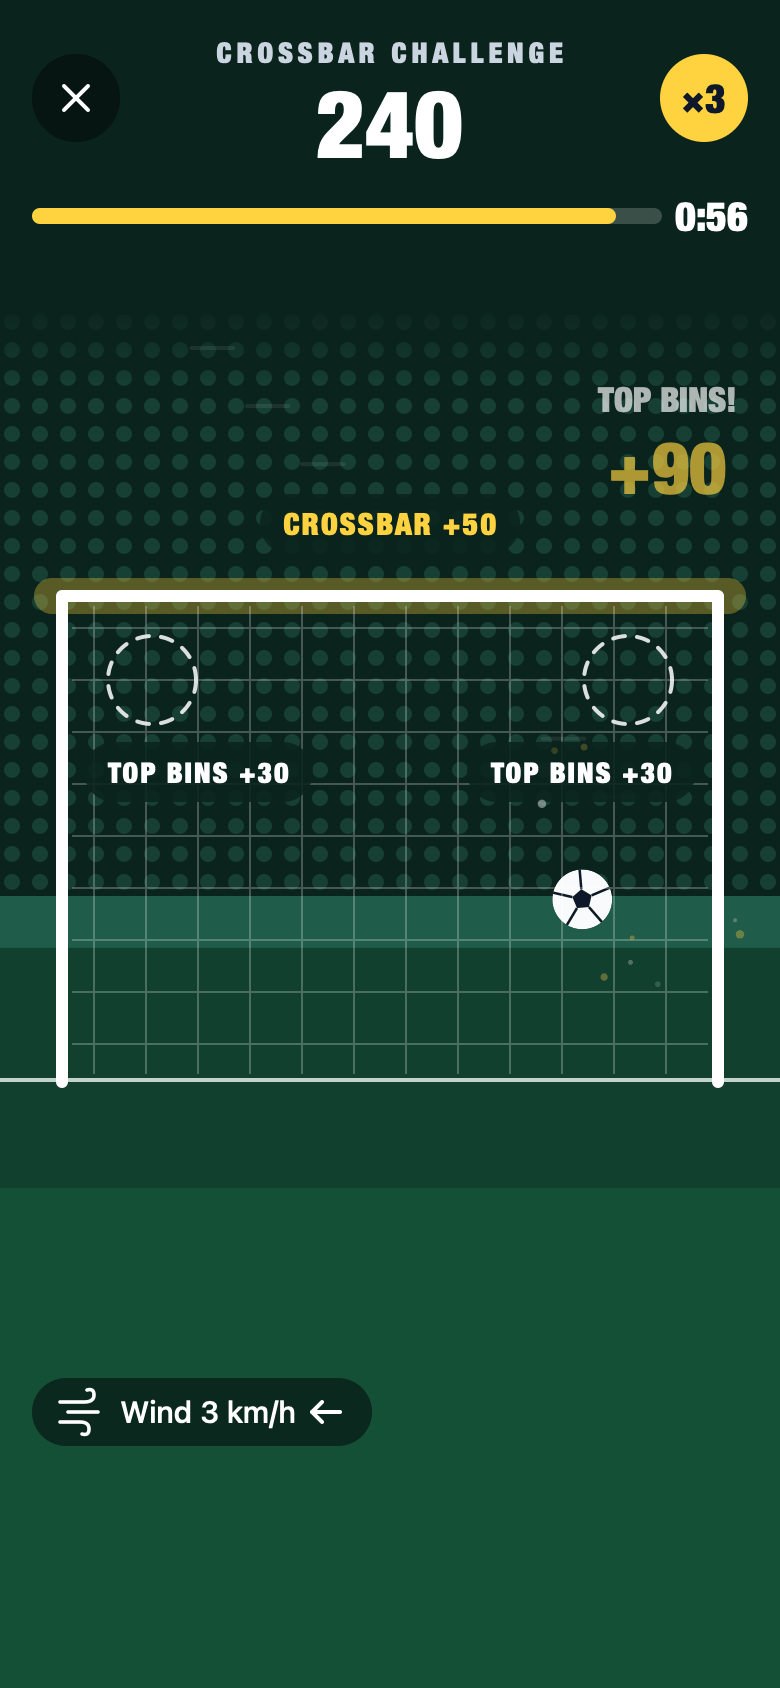 CROSSBAR CHALLENGE
240
×3
0:56
TOP BINS!
+90
CROSSBAR +50
TOP BINS +30
TOP BINS +30
Wind 3 km/h ←